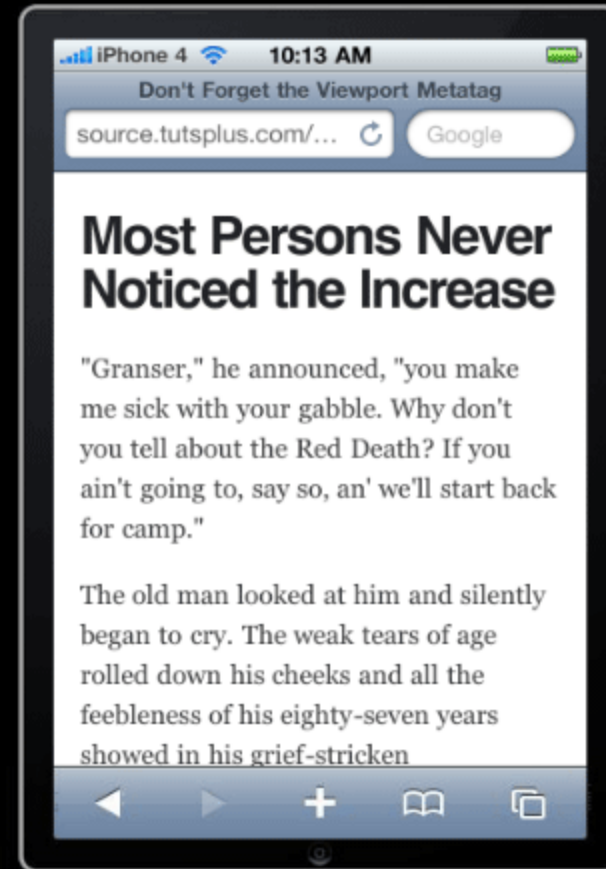 iPhone 4 10:13 AM
Don't Forget the Viewport Metatag
source.tutsplus.com/... Google
Most Persons Never
Noticed the Increase
"Granser," he announced, "you make
me sick with your gabble. Why don't
you tell about the Red Death? If you
ain't going to, say so, an' we'll start back
for camp."
The old man looked at him and silently
began to cry. The weak tears of age
rolled down his cheeks and all the
feebleness of his eighty-seven years
showed in his grief-stricken